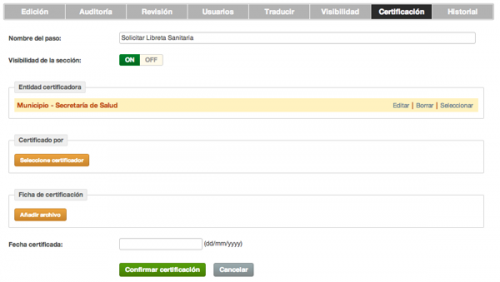 Edición Auditoría Revisión Usuarios Traducir Visibilidad Certificación Historial
Nombre del paso: Solicitar Libreta Sanitaria
Visibilidad de la sección: ON OFF
Entidad certificadora
Municipio - Secretaría de Salud Editar | Borrar | Seleccionar
Certificado por
Seleccione certificador
Ficha de certificación
Añadir archivo
Fecha certificada: (dd/mm/yyyy)
Confirmar certificación Cancelar